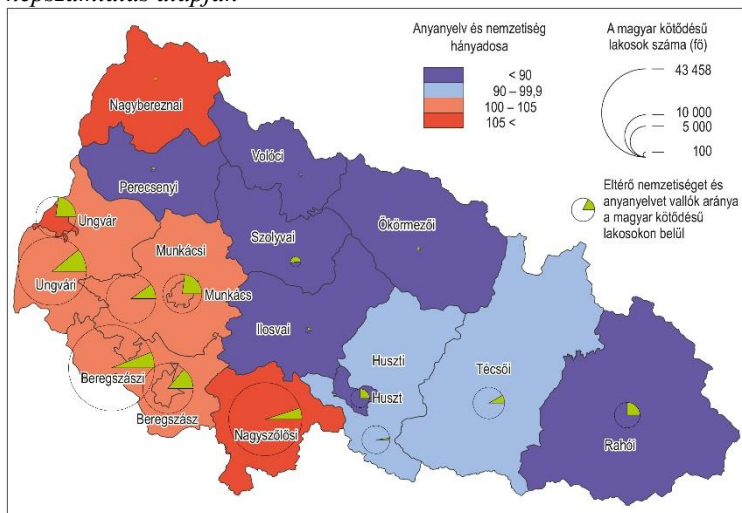 népszámlálás alapján
Anyanyelv és nemzetiség
hányadosa
< 90
90 – 99,9
100 – 105
105 <
A magyar kötődésű
lakosok száma (fő)
43 458
10 000
5 000
100
Eltérő nemzetiséget és
anyanyelvet vallók aránya
a magyar kötődésű
lakosokon belül
Nagybereznai
Volóci
Perecsenyi
Ungvár
Szolyvai
Ökörmezői
Munkácsi
Ungvári
Munkács
Ilosvai
Huszti
Técsői
Beregszászi
Huszt
Beregszász
Nagyszőlősi
Rahói